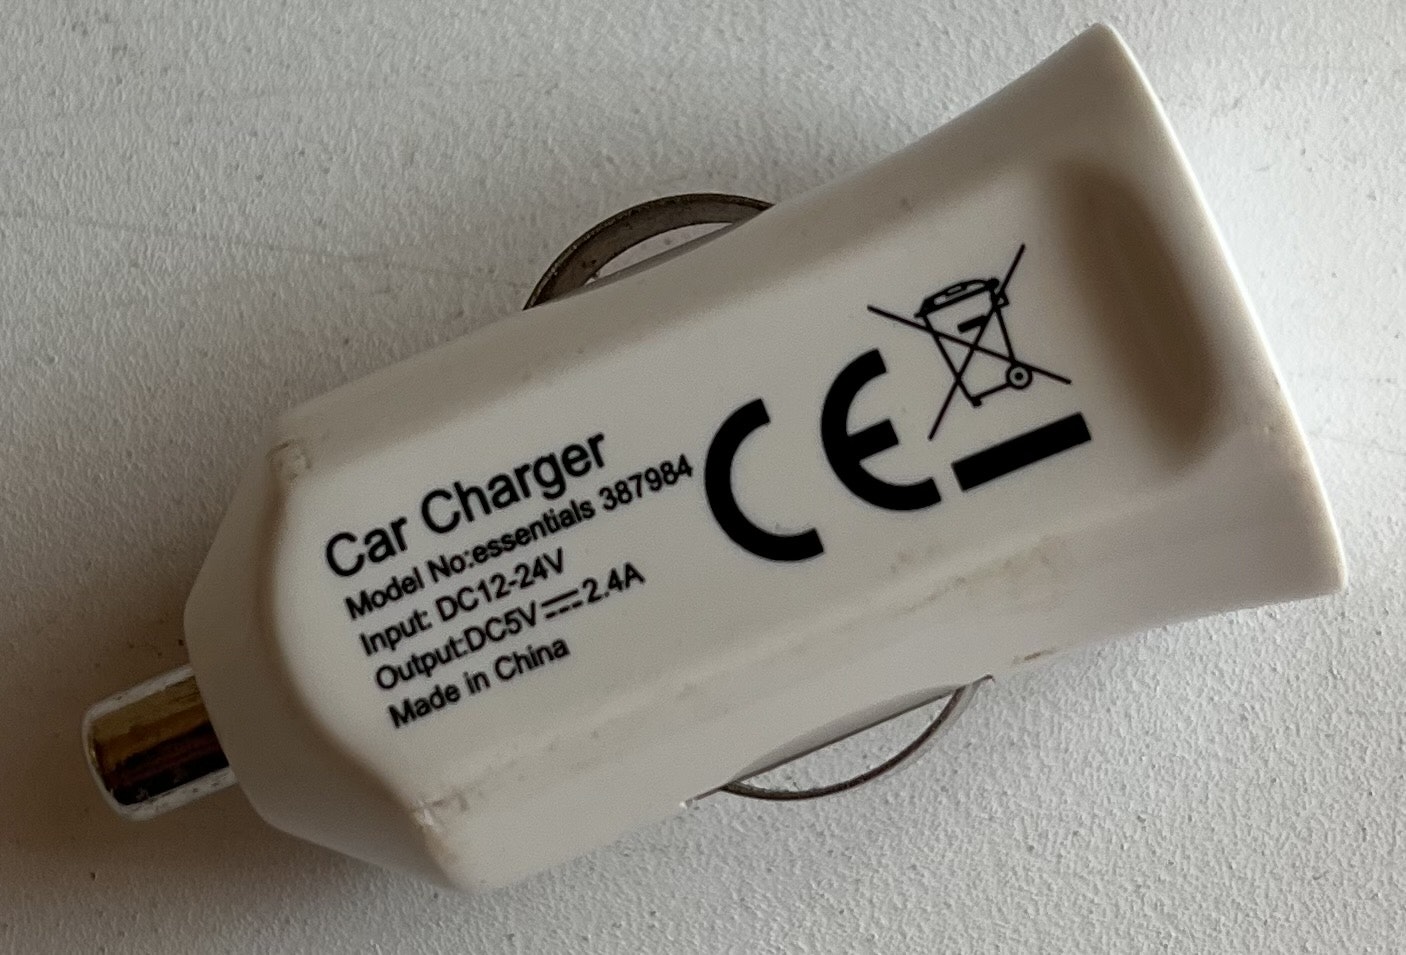 Car Charger
Model No:essentials 387984
Input: DC12-24V
Output:DC5V⎓2.4A
Made in China
CE